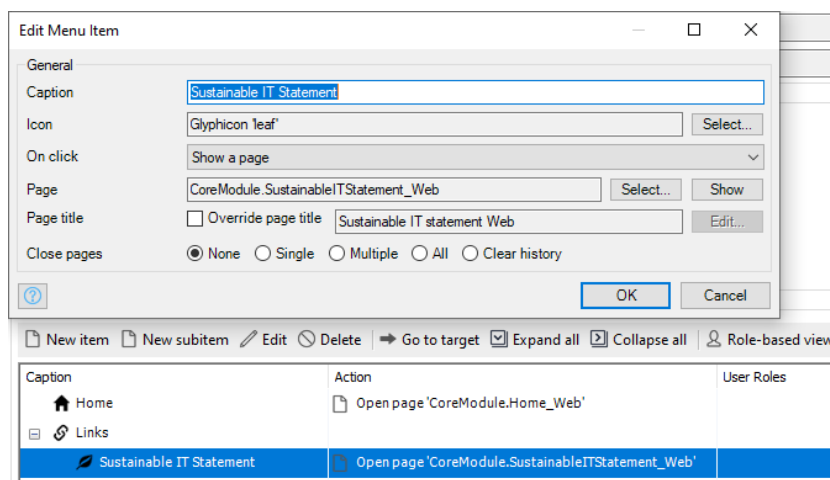 Edit Menu Item
General
Caption Sustainable IT Statement
Icon Glyphicon 'leaf' Select...
On click Show a page
Page CoreModule.SustainableITStatement_Web Select... Show
Page title Override page title Sustainable IT statement Web Edit...
Close pages None Single Multiple All Clear history
? OK Cancel
New item New subitem Edit Delete Go to target Expand all Collapse all Role-based view
Caption Action User Roles
Home Open page 'CoreModule.Home_Web'
Links
Sustainable IT Statement Open page 'CoreModule.SustainableITStatement_Web'